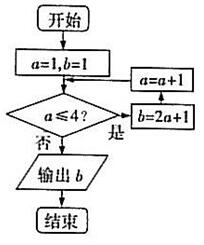 开始
a=1,b=1
a=a+1
a≤4?
b=2a+1
是
否
输出 b
结束